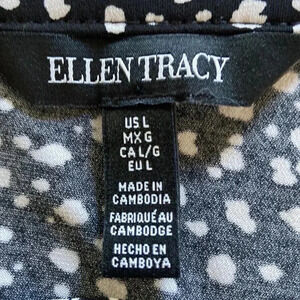 ELLEN TRACY
US L
MX G
CA L/G
EU L
MADE IN
CAMBODIA
FABRIQUÉ AU
CAMBODGE
HECHO EN
CAMBOYA